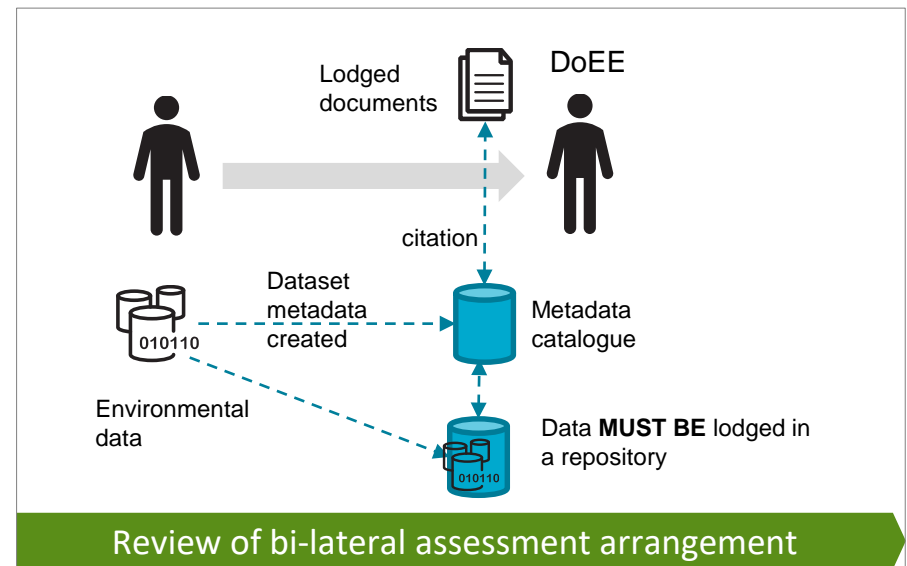 Lodged
documents
DoEE
citation
Dataset
metadata
created
Metadata
catalogue
010110
Environmental
data
Data MUST BE lodged in
a repository
010110
Review of bi-lateral assessment arrangement